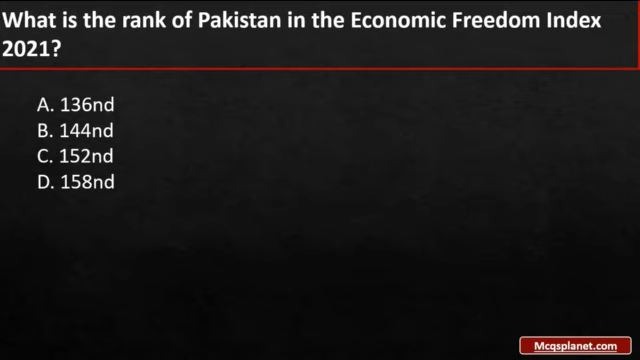 What is the rank of Pakistan in the Economic Freedom Index
2021?
A. 136nd
B. 144nd
C. 152nd
D. 158nd
Mcqsplanet.com